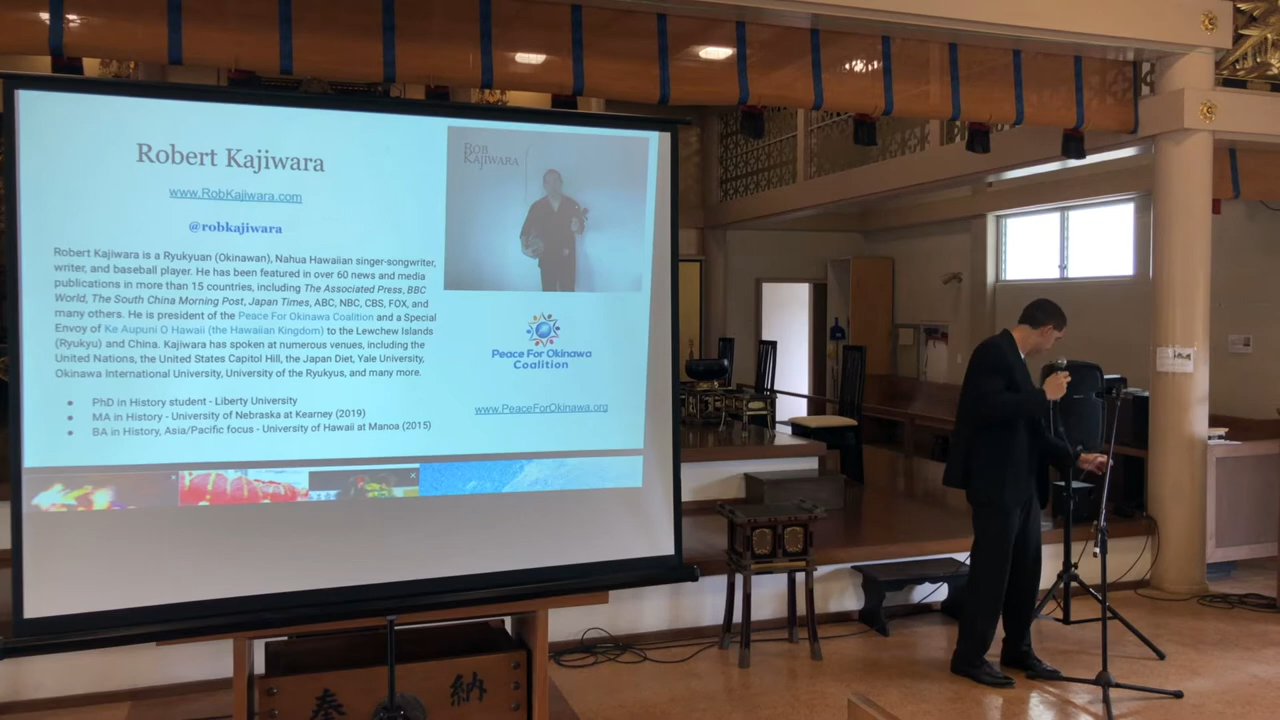 Robert Kajiwara
www.RobKajiwara.com
@robkajiwara
Robert Kajiwara is a Ryukyuan (Okinawan), Nahua Hawaiian singer-songwriter,
writer, and baseball player. He has been featured in over 60 news and media
publications in more than 15 countries, including The Associated Press, BBC
World, The South China Morning Post, Japan Times, ABC, NBC, CBS, FOX, and
many others. He is president of the Peace For Okinawa Coalition and a Special
Envoy of Ke Aupuni O Hawaii (the Hawaiian Kingdom) to the Lewchew Islands
(Ryukyu) and China. Kajiwara has spoken at numerous venues, including the
United Nations, the United States Capitol Hill, the Japan Diet, Yale University,
Okinawa International University, University of the Ryukyus, and many more.
● PhD in History student - Liberty University
● MA in History - University of Nebraska at Kearney (2019)
● BA in History, Asia/Pacific focus - University of Hawaii at Manoa (2015)
ROB
KAJIWARA
Peace For Okinawa
Coalition
www.PeaceForOkinawa.org
奉 納